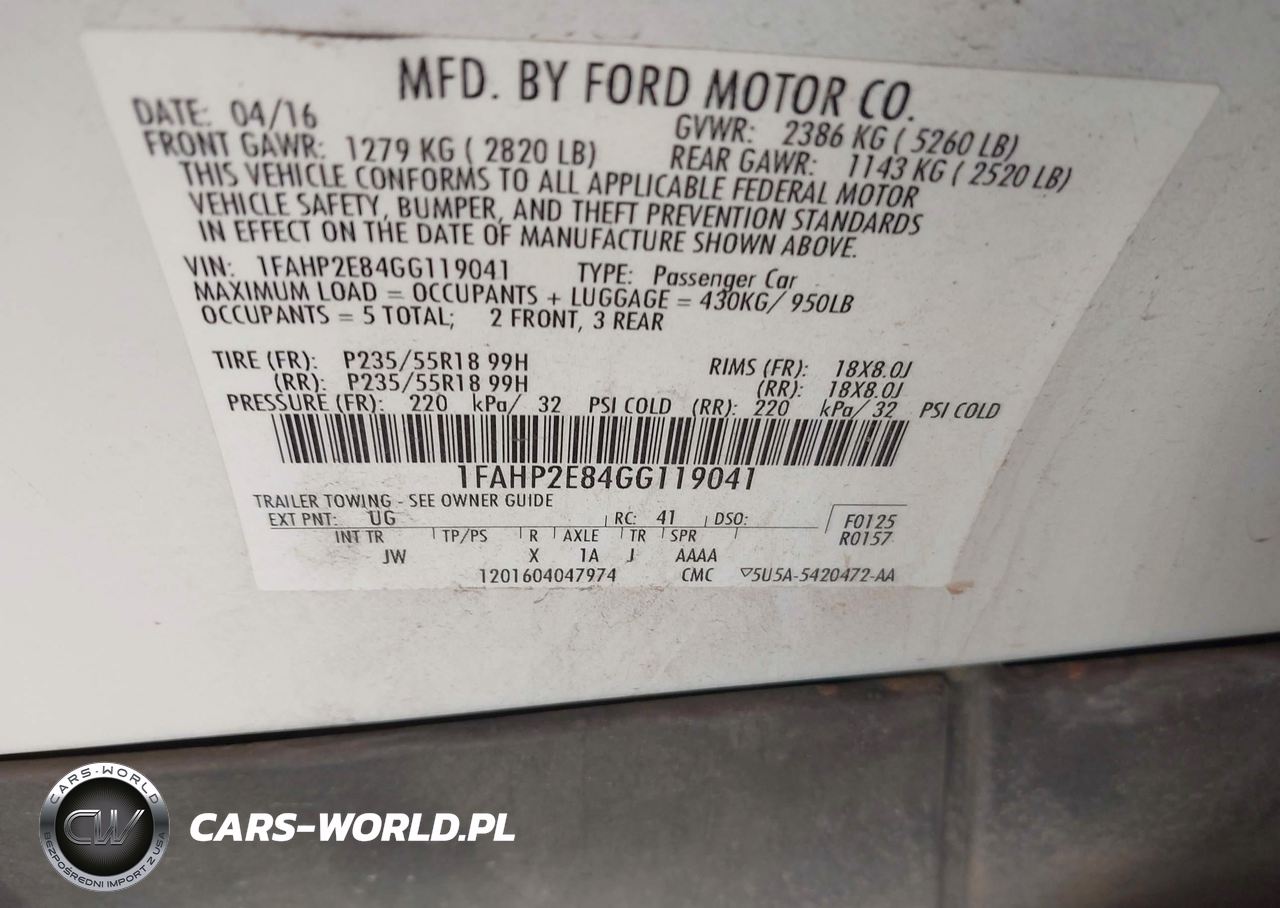 MFD. BY FORD MOTOR CO.
DATE: 04/16 GVWR: 2386 KG ( 5260 LB)
FRONT GAWR: 1279 KG ( 2820 LB) REAR GAWR: 1143 KG ( 2520 LB)
THIS VEHICLE CONFORMS TO ALL APPLICABLE FEDERAL MOTOR
VEHICLE SAFETY, BUMPER, AND THEFT PREVENTION STANDARDS
IN EFFECT ON THE DATE OF MANUFACTURE SHOWN ABOVE.
VIN: 1FAHP2E84GG119041 TYPE: Passenger Car
MAXIMUM LOAD = OCCUPANTS + LUGGAGE = 430KG/ 950LB
OCCUPANTS = 5 TOTAL; 2 FRONT, 3 REAR
TIRE (FR): P235/55R18 99H RIMS (FR): 18X8.0J
(RR): P235/55R18 99H (RR): 18X8.0J
PRESSURE (FR): 220 kPa/ 32 PSI COLD (RR): 220 kPa/ 32 PSI COLD
1FAHP2E84GG119041
TRAILER TOWING - SEE OWNER GUIDE
EXT PNT: UG RC: 41 DSO: F0125
INT TR TP/PS R AXLE TR SPR R0157
JW X 1A J AAAA
1201604047974 CMC ▽5U5A-5420472-AA
CARS-WORLD
CW
BEZPOŚREDNI IMPORT Z USA
CARS-WORLD.PL